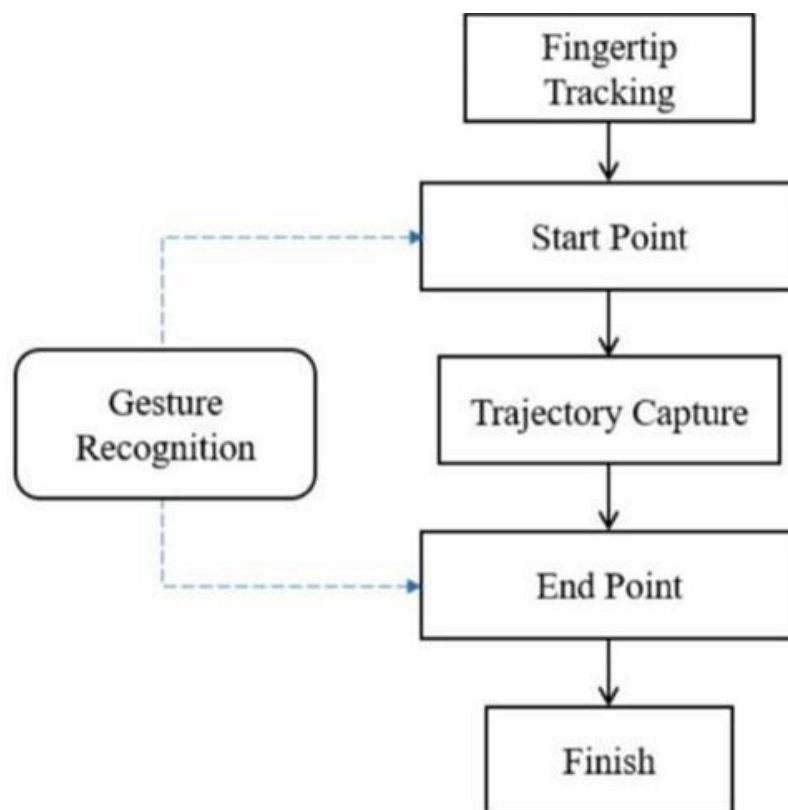 Fingertip
Tracking
Start Point
Gesture
Recognition
Trajectory Capture
End Point
Finish